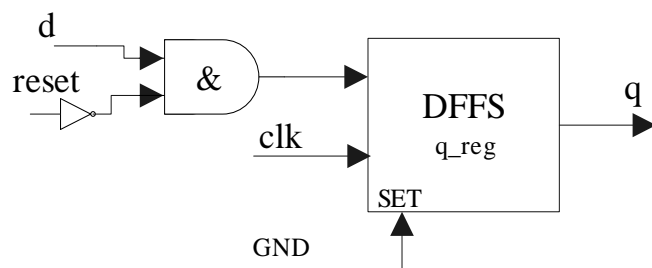 d
reset
&
clk
DFFS
q_reg
SET
q
GND